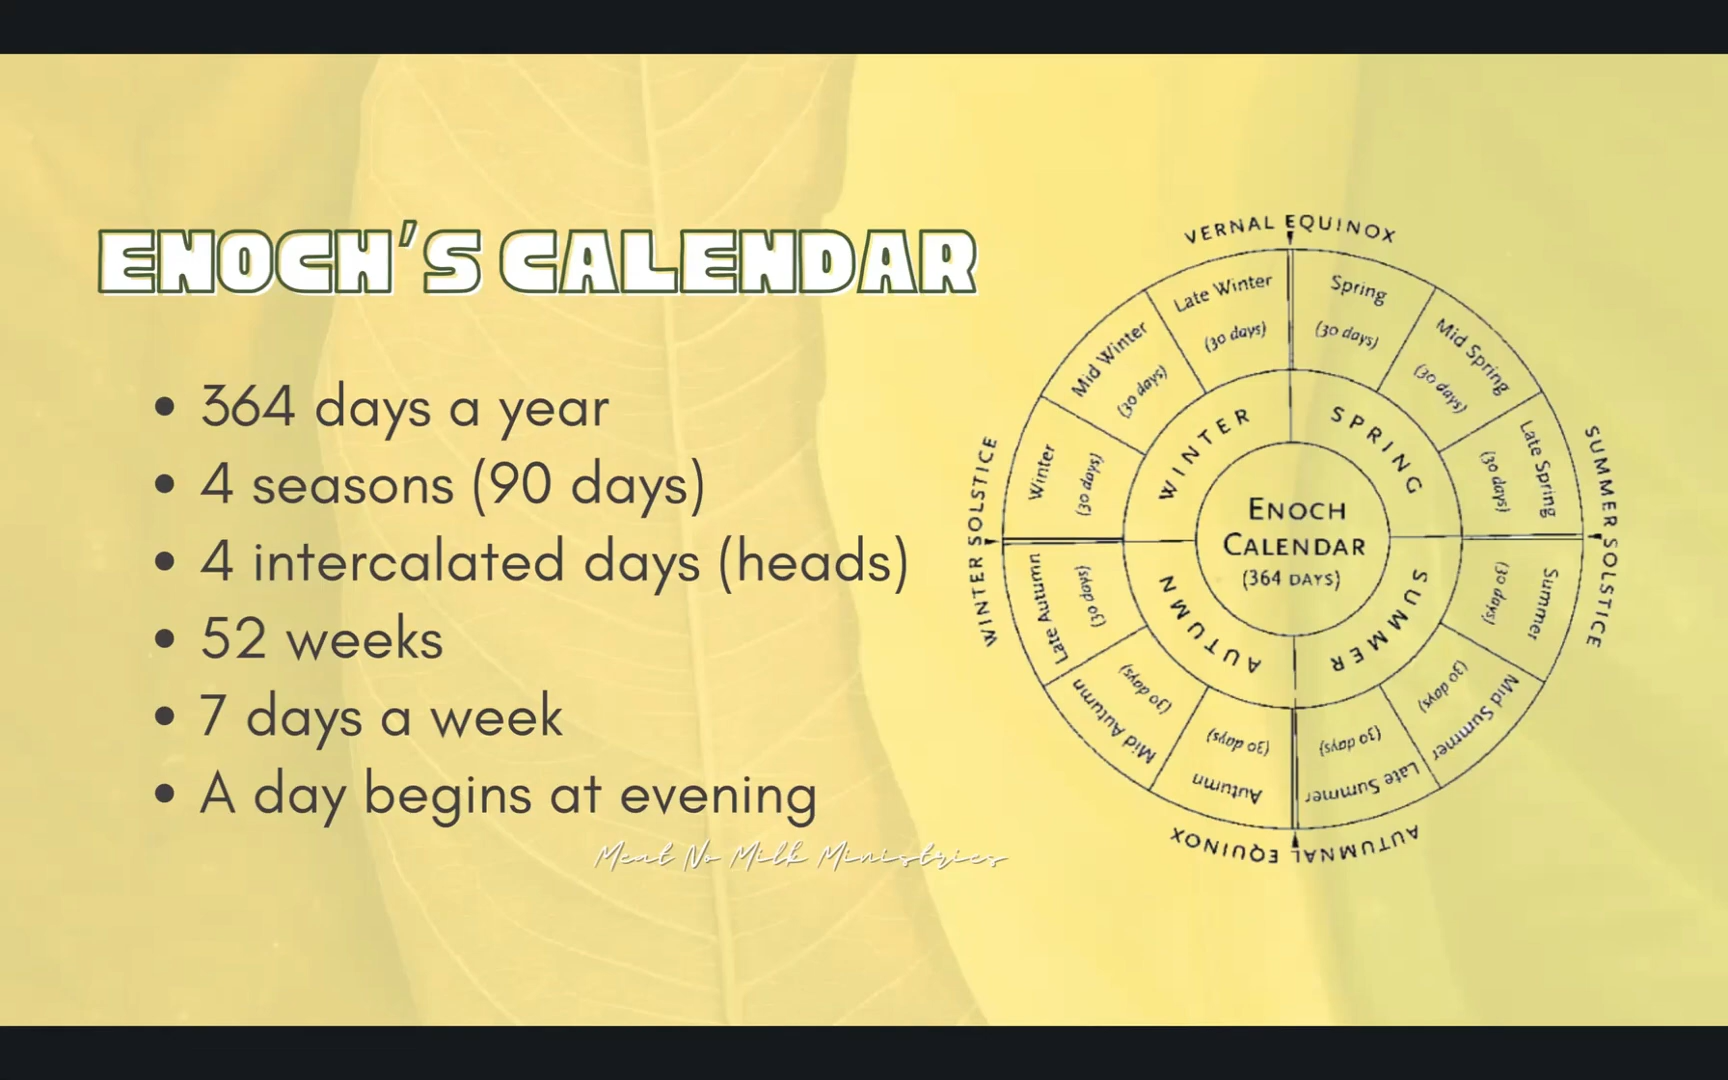 ENOCH'S CALENDAR
• 364 days a year
• 4 seasons (90 days)
• 4 intercalated days (heads)
• 52 weeks
• 7 days a week
• A day begins at evening
Meat No Milk Ministries
VERNAL EQUINOX
SUMMER SOLSTICE
AUTUMNAL EQUINOX
WINTER SOLSTICE
Spring
(30 days)
Mid Spring
(30 days)
Late Spring
(30 days)
Summer
(30 days)
Mid Summer
(30 days)
Late Summer
(30 days)
Autumn
(30 days)
Mid Autumn
(30 days)
Late Autumn
(30 days)
Winter
(30 days)
Mid Winter
(30 days)
Late Winter
(30 days)
SPRING
SUMMER
AUTUMN
WINTER
ENOCH
CALENDAR
(364 DAYS)